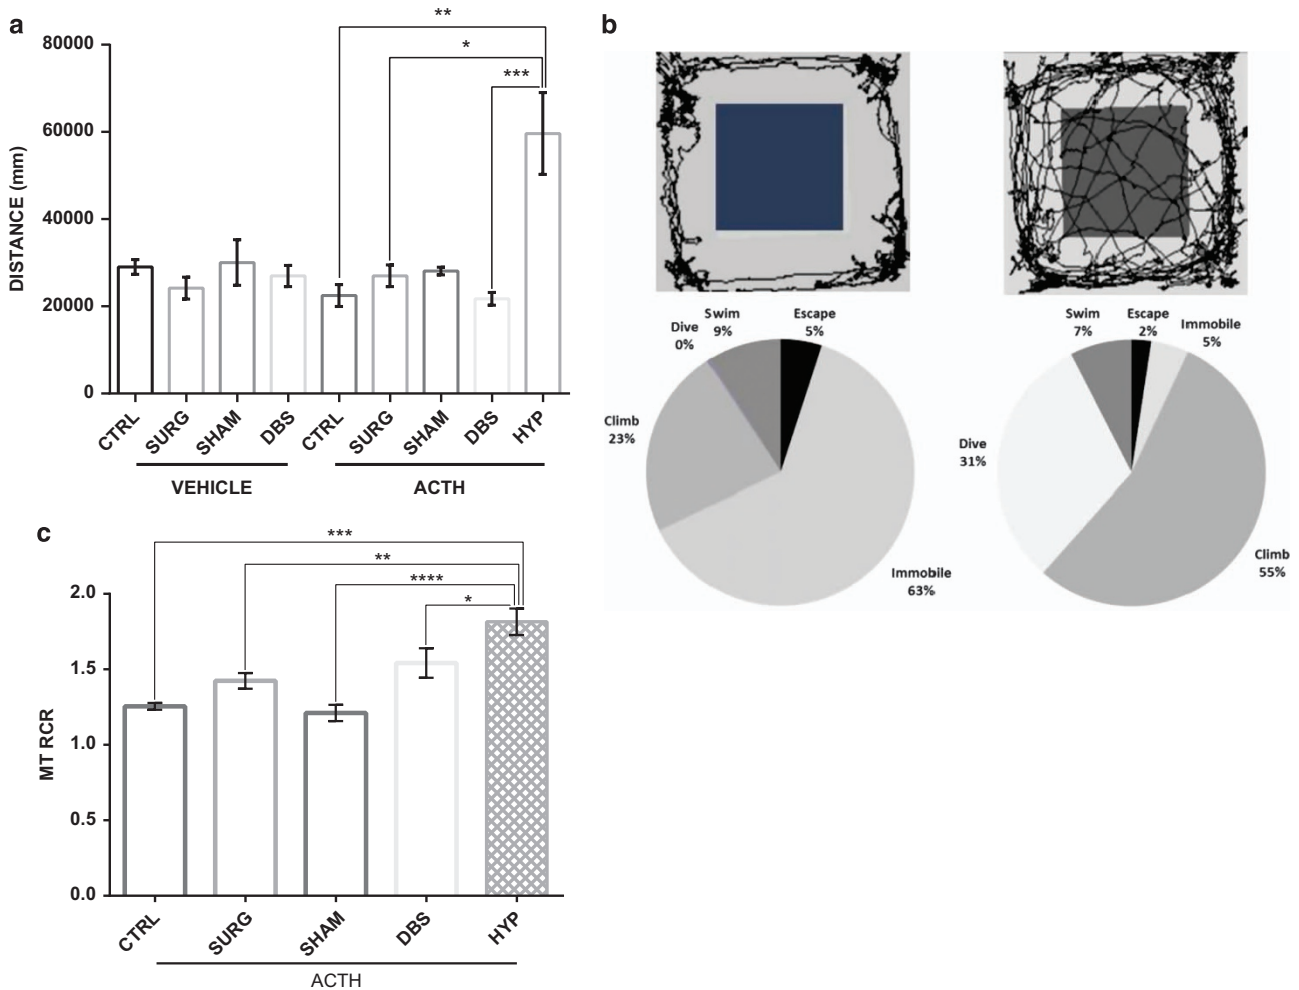 a
**
*
***
80000
60000
40000
20000
0
DISTANCE (mm)
CTRL
SURG
SHAM
DBS
CTRL
SURG
SHAM
DBS
HYP
VEHICLE
ACTH
b
Swim
9%
Escape
5%
Dive
0%
Climb
23%
Immobile
63%
Swim
7%
Escape
2%
Immobile
5%
Dive
31%
Climb
55%
c
***
**
****
*
2.0
1.5
1.0
0.5
0.0
MT RCR
CTRL
SURG
SHAM
DBS
HYP
ACTH